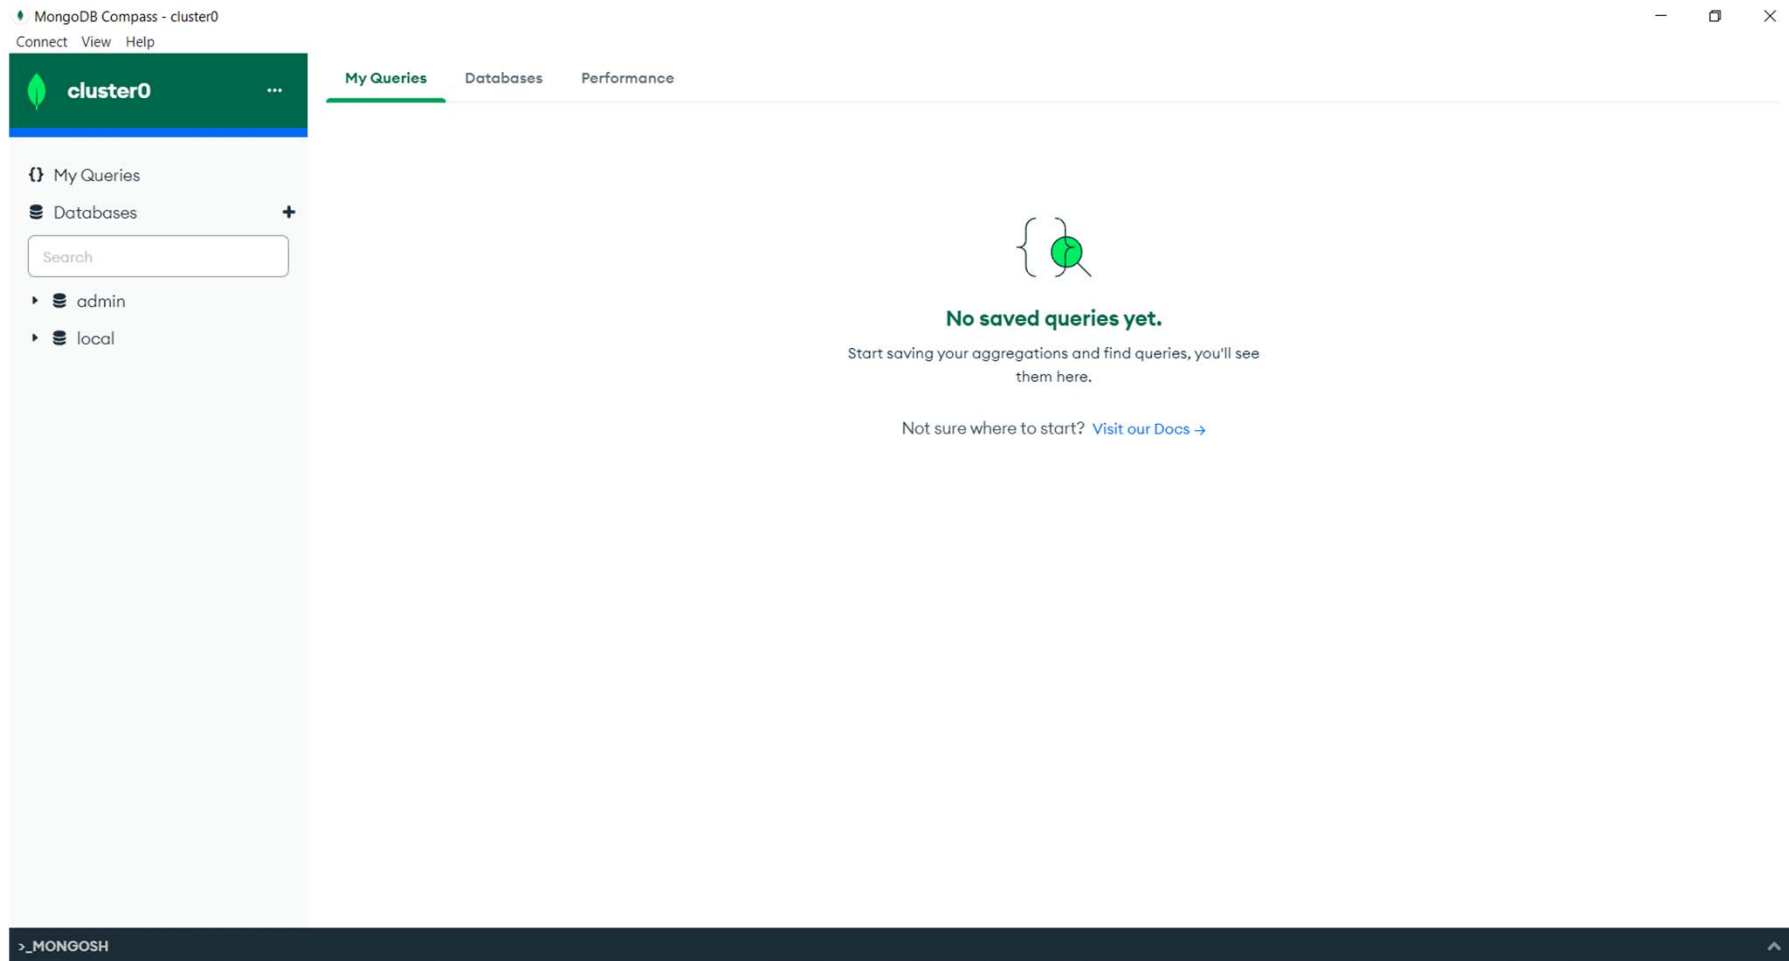 MongoDB Compass - cluster0
Connect View Help
cluster0 ...
My Queries Databases Performance
{} My Queries
Databases +
Search
admin
local
No saved queries yet.
Start saving your aggregations and find queries, you'll see
them here.
Not sure where to start? Visit our Docs →
>_MONGOSH